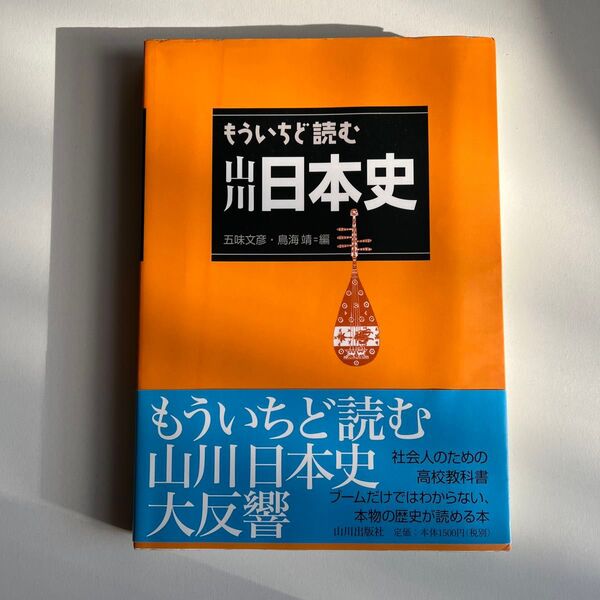 もういちど読む
山川
日本史
五味文彦・鳥海 靖=編
もういちど読む
山川日本史
大反響
社会人のための
高校教科書
ブームだけではわからない、
本物の歴史が読める本
山川出版社 定価:本体1500円(税別)